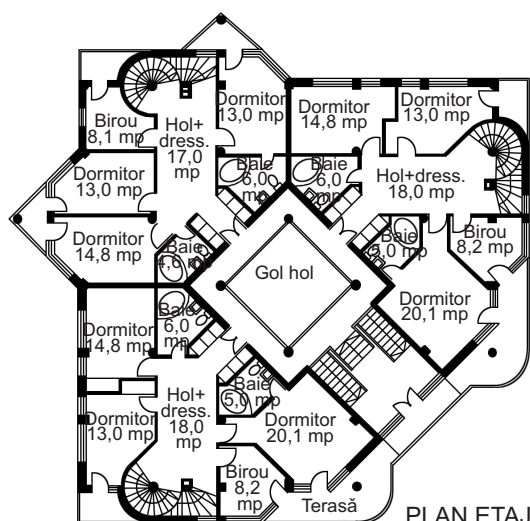 Dormitor
13,0 mp
Dormitor
14,8 mp
Dormitor
13,0 mp
Birou
8,1 mp
Hol+
dress.
17,0
mp
Baie
6,0
mp
Baie
6,0
mp
Hol+dress.
18,0 mp
Dormitor
13,0 mp
Dormitor
14,8 mp
Baie
4,6 mp
Baie
5,0 mp
Birou
8,2 mp
Gol hol
Dormitor
20,1 mp
Baie
6,0
mp
Dormitor
14,8 mp
Hol+
dress.
18,0
mp
Baie
5,0 mp
Dormitor
13,0 mp
Dormitor
20,1 mp
Birou
8,2
mp
Terasă
PLAN ETAJ